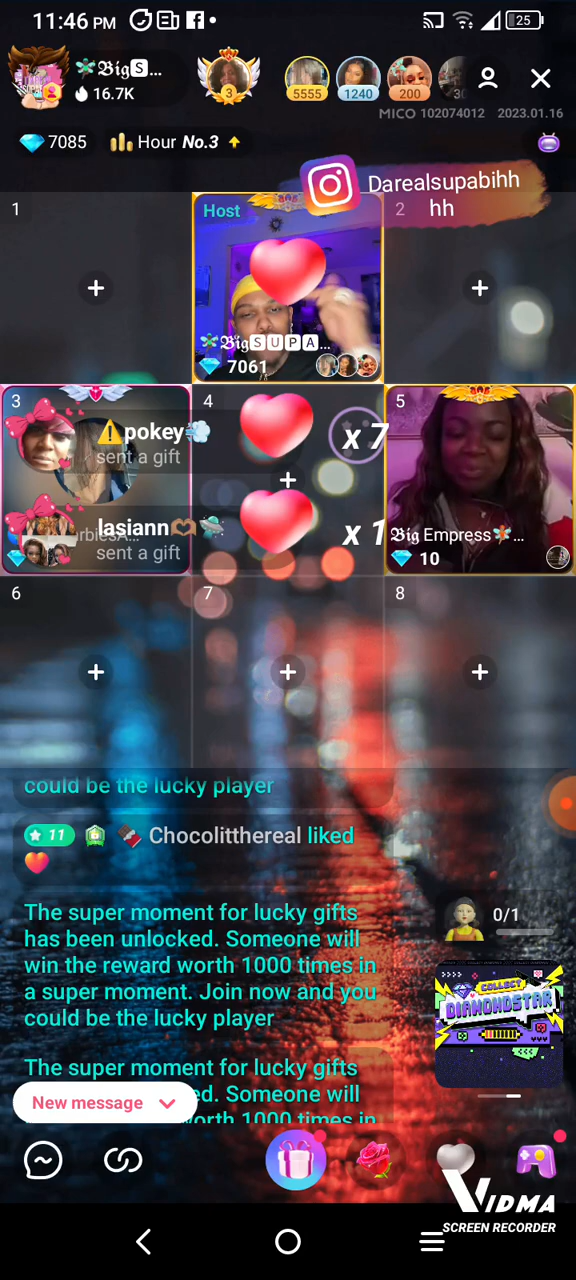 11:46 PM
25
𝕭𝖎𝖌🆂...
16.7K
3
5555
1240
200
MICO 102074012 2023.01.16
7085
Hour No.3
Darealsupabihh
hh
1
Host
2
𝕭𝖎𝖌🆂🆄🅿🅰...
7061
3
pokey
sent a gift
4
x 7
5
lasiann
sent a gift
x 1
𝕭𝖎𝖌 Empress...
10
6
7
8
could be the lucky player
11 Chocolitthereal liked
The super moment for lucky gifts
has been unlocked. Someone will
win the reward worth 1000 times in
a super moment. Join now and you
could be the lucky player
0/1
COLLECT
DIAMONDSTAR
The super moment for lucky gifts
ed. Someone will
worth 1000 times in
New message
VIDMA
SCREEN RECORDER